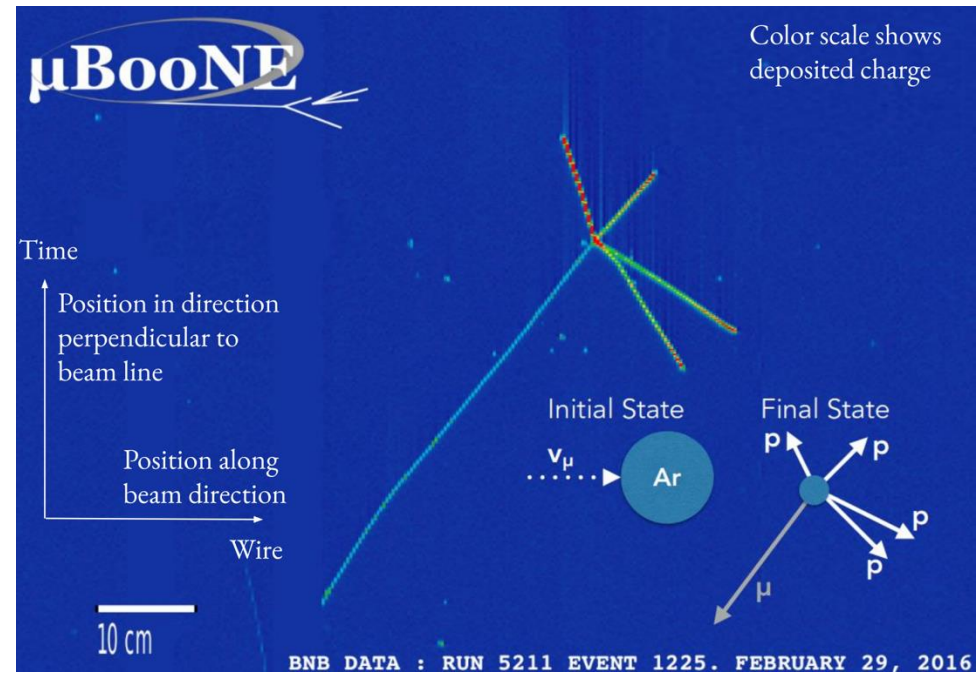 μBooNE
Color scale shows
deposited charge
Time
Position in direction
perpendicular to
beam line
Position along
beam direction
Wire
10 cm
Initial State
ν_μ
Ar
Final State
p
p
p
p
μ
BNB DATA : RUN 5211 EVENT 1225. FEBRUARY 29, 2016